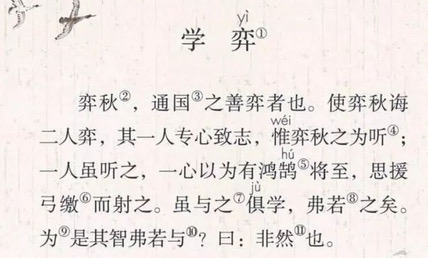 yì
学 弈①
弈秋②，通国③之善弈者也。使弈秋诲
wéi
二人弈，其一人专心致志，惟弈秋之为听④；
hú
一人虽听之，一心以为有鸿鹄⑤将至，思援
jù
弓缴⑥而射之。虽与之⑦俱学，弗若⑧之矣。
为⑨是其智弗若与⑩？曰：非然⑪也。